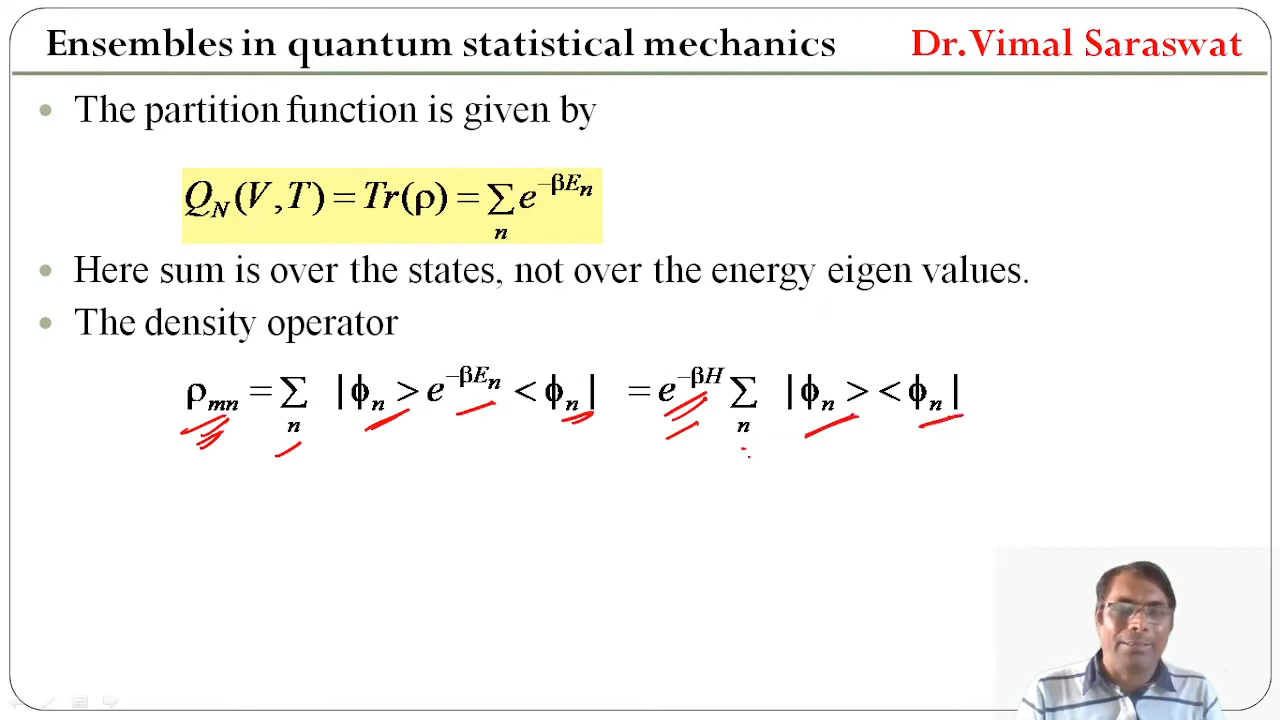 Ensembles in quantum statistical mechanics Dr.Vimal Saraswat
• The partition function is given by
Q_N (V,T) = Tr(ρ) = Σ_n e^{−βE_n}
• Here sum is over the states, not over the energy eigen values.
• The density operator
ρ_{mn} = Σ_n |ϕ_n > e^{−βE_n} < ϕ_n| = e^{−βH} Σ_n |ϕ_n > < ϕ_n|